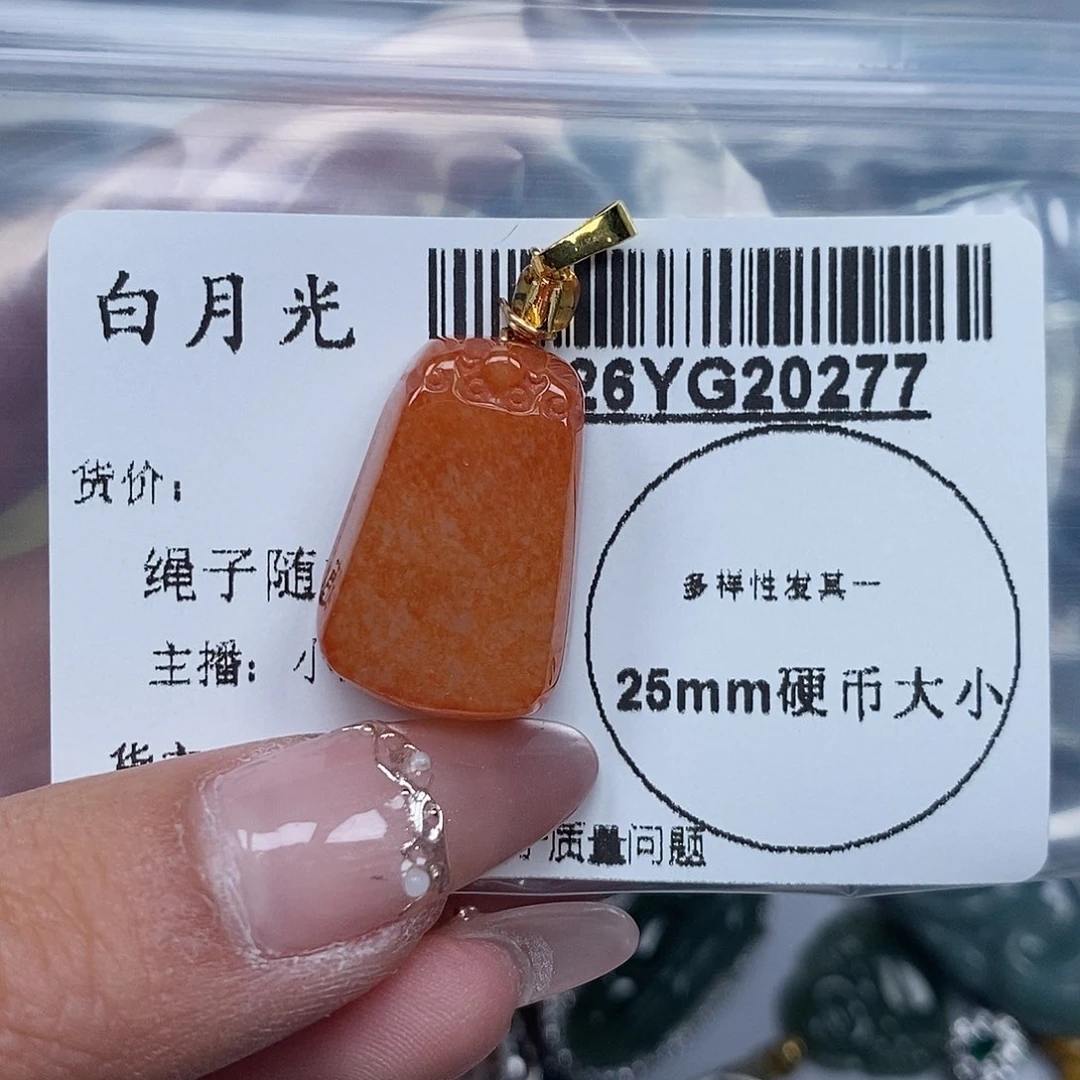 白月光
26YG20277
货价：
绳子随
多样性发其一
主播：小
25mm硬币大小
质量问题